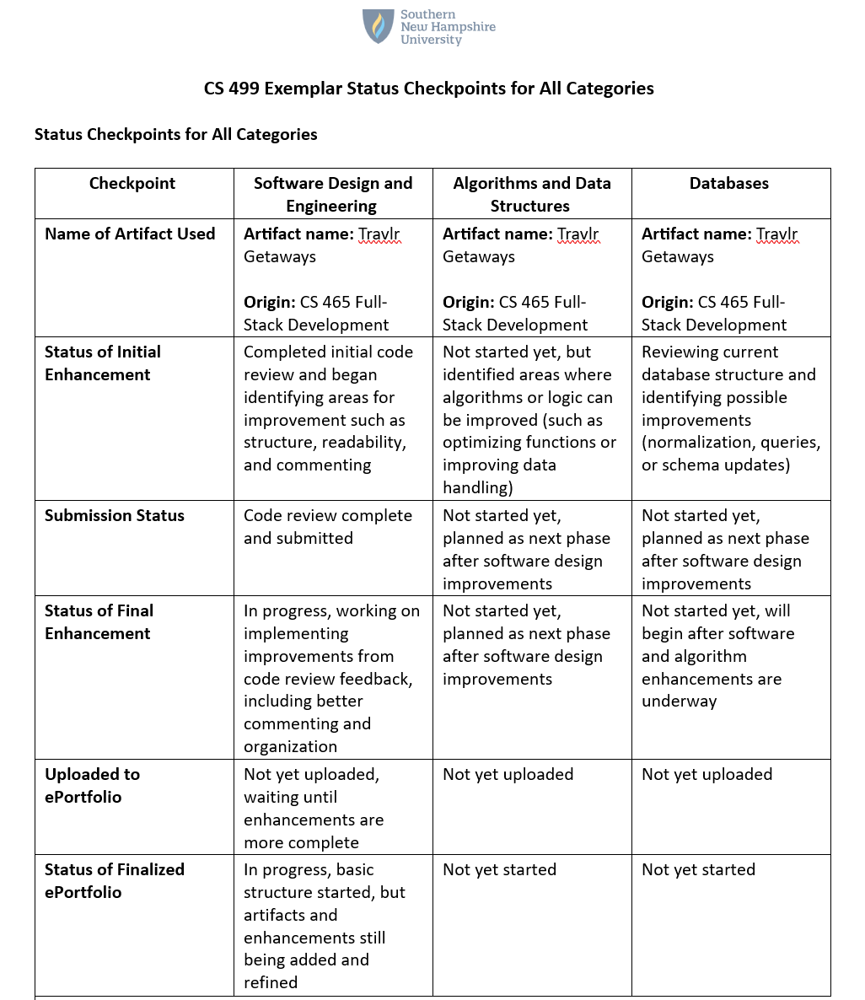 Southern
New Hampshire
University
CS 499 Exemplar Status Checkpoints for All Categories
Status Checkpoints for All Categories
Checkpoint
Software Design and
Engineering
Algorithms and Data
Structures
Databases
Name of Artifact Used
Artifact name: Travlr
Getaways
Origin: CS 465 Full-
Stack Development
Artifact name: Travlr
Getaways
Origin: CS 465 Full-
Stack Development
Artifact name: Travlr
Getaways
Origin: CS 465 Full-
Stack Development
Status of Initial
Enhancement
Completed initial code
review and began
identifying areas for
improvement such as
structure, readability,
and commenting
Not started yet, but
identified areas where
algorithms or logic can
be improved (such as
optimizing functions or
improving data
handling)
Reviewing current
database structure and
identifying possible
improvements
(normalization, queries,
or schema updates)
Submission Status
Code review complete
and submitted
Not started yet,
planned as next phase
after software design
improvements
Not started yet,
planned as next phase
after software design
improvements
Status of Final
Enhancement
In progress, working on
implementing
improvements from
code review feedback,
including better
commenting and
organization
Not started yet,
planned as next phase
after software design
improvements
Not started yet, will
begin after software
and algorithm
enhancements are
underway
Uploaded to
ePortfolio
Not yet uploaded,
waiting until
enhancements are
more complete
Not yet uploaded
Not yet uploaded
Status of Finalized
ePortfolio
In progress, basic
structure started, but
artifacts and
enhancements still
being added and
refined
Not yet started
Not yet started